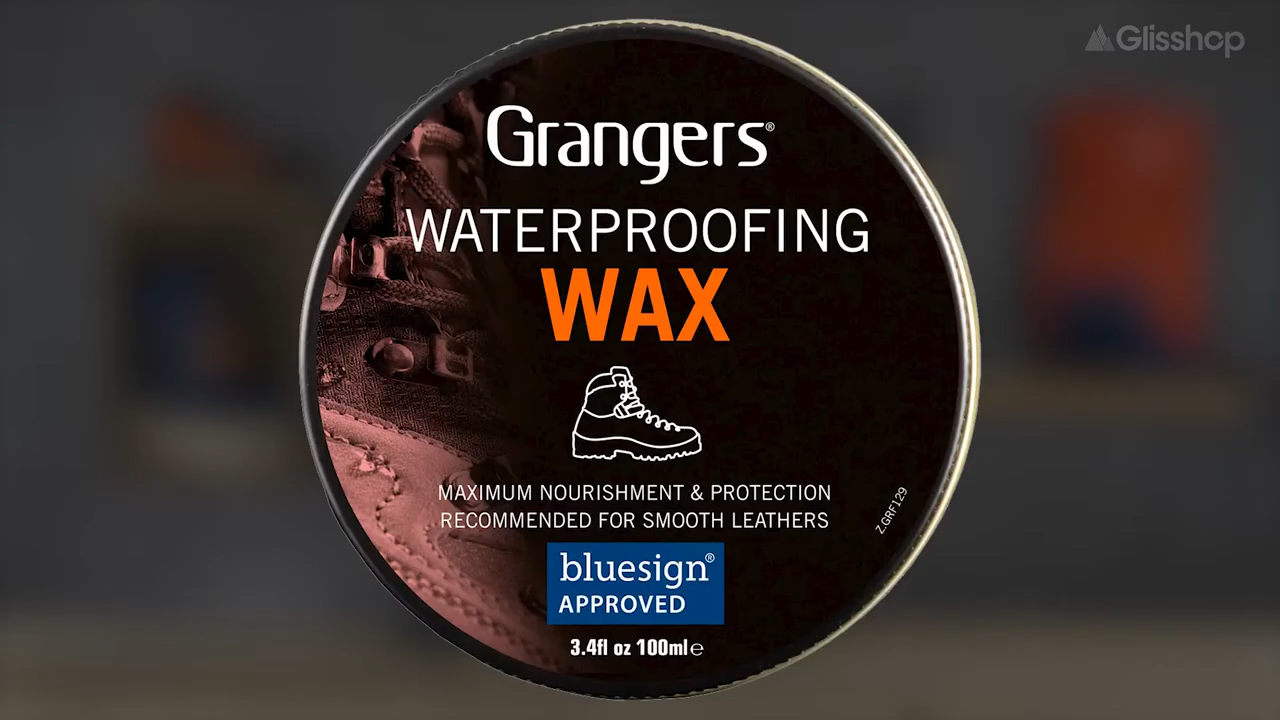 Glisshop
Grangers®
WATERPROOFING
WAX
MAXIMUM NOURISHMENT & PROTECTION
RECOMMENDED FOR SMOOTH LEATHERS
Z.GRF129
bluesign®
APPROVED
3.4fl oz 100ml ℮